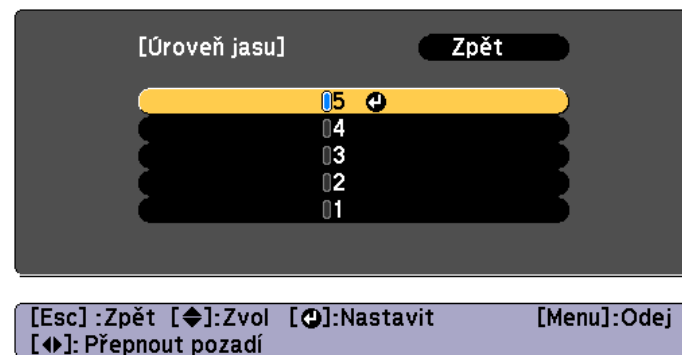 [Úroveň jasu] Zpět
5
4
3
2
1
[Esc] :Zpět []:Zvol []:Nastavit [Menu]:Odej
[]: Přepnout pozadí